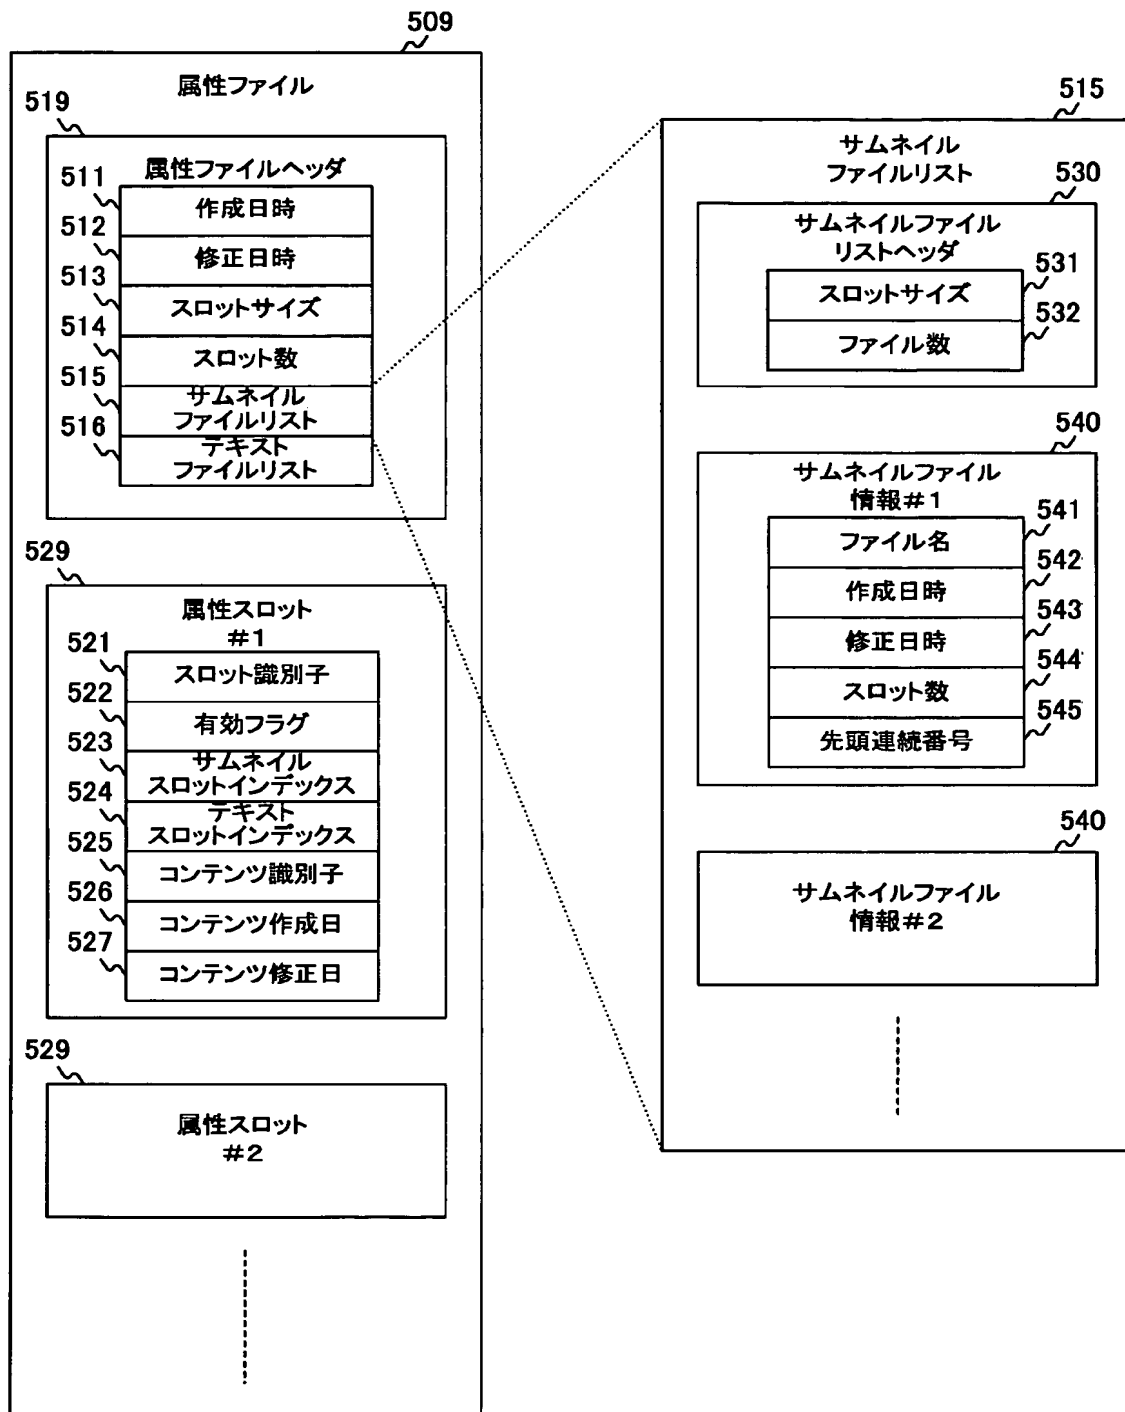 509
属性ファイル
519
属性ファイルヘッダ
511
作成日時
512
修正日時
513
スロットサイズ
514
スロット数
515
サムネイル
ファイルリスト
516
テキスト
ファイルリスト
529
属性スロット
#1
521
スロット識別子
522
有効フラグ
523
サムネイル
スロットインデックス
524
テキスト
スロットインデックス
525
コンテンツ識別子
526
コンテンツ作成日
527
コンテンツ修正日
529
属性スロット
#2
515
サムネイル
ファイルリスト
530
サムネイルファイル
リストヘッダ
531
スロットサイズ
532
ファイル数
540
サムネイルファイル
情報#1
541
ファイル名
542
作成日時
543
修正日時
544
スロット数
545
先頭連続番号
540
サムネイルファイル
情報#2